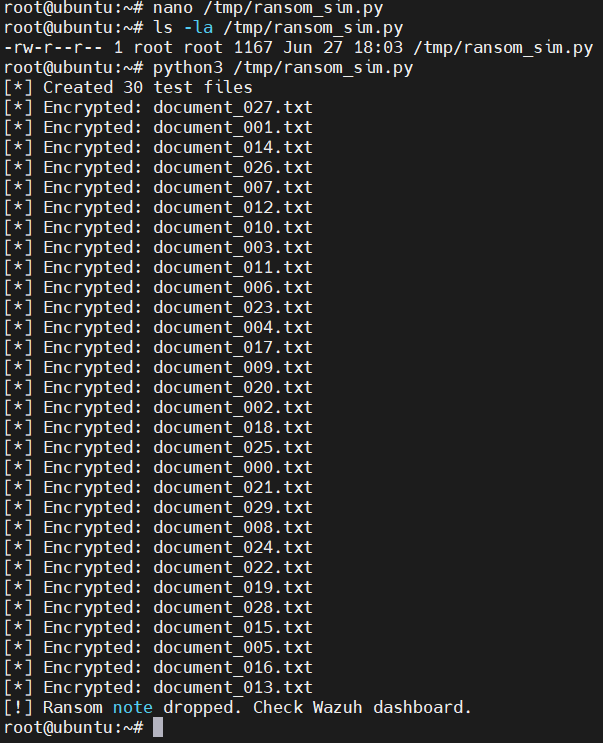 root@ubuntu:~# nano /tmp/ransom_sim.py
root@ubuntu:~# ls -la /tmp/ransom_sim.py
-rw-r--r-- 1 root root 1167 Jun 27 18:03 /tmp/ransom_sim.py
root@ubuntu:~# python3 /tmp/ransom_sim.py
[*] Created 30 test files
[*] Encrypted: document_027.txt
[*] Encrypted: document_001.txt
[*] Encrypted: document_014.txt
[*] Encrypted: document_026.txt
[*] Encrypted: document_007.txt
[*] Encrypted: document_012.txt
[*] Encrypted: document_010.txt
[*] Encrypted: document_003.txt
[*] Encrypted: document_011.txt
[*] Encrypted: document_006.txt
[*] Encrypted: document_023.txt
[*] Encrypted: document_004.txt
[*] Encrypted: document_017.txt
[*] Encrypted: document_009.txt
[*] Encrypted: document_020.txt
[*] Encrypted: document_002.txt
[*] Encrypted: document_018.txt
[*] Encrypted: document_025.txt
[*] Encrypted: document_000.txt
[*] Encrypted: document_021.txt
[*] Encrypted: document_029.txt
[*] Encrypted: document_008.txt
[*] Encrypted: document_024.txt
[*] Encrypted: document_022.txt
[*] Encrypted: document_019.txt
[*] Encrypted: document_028.txt
[*] Encrypted: document_015.txt
[*] Encrypted: document_005.txt
[*] Encrypted: document_016.txt
[*] Encrypted: document_013.txt
[!] Ransom note dropped. Check Wazuh dashboard.
root@ubuntu:~#